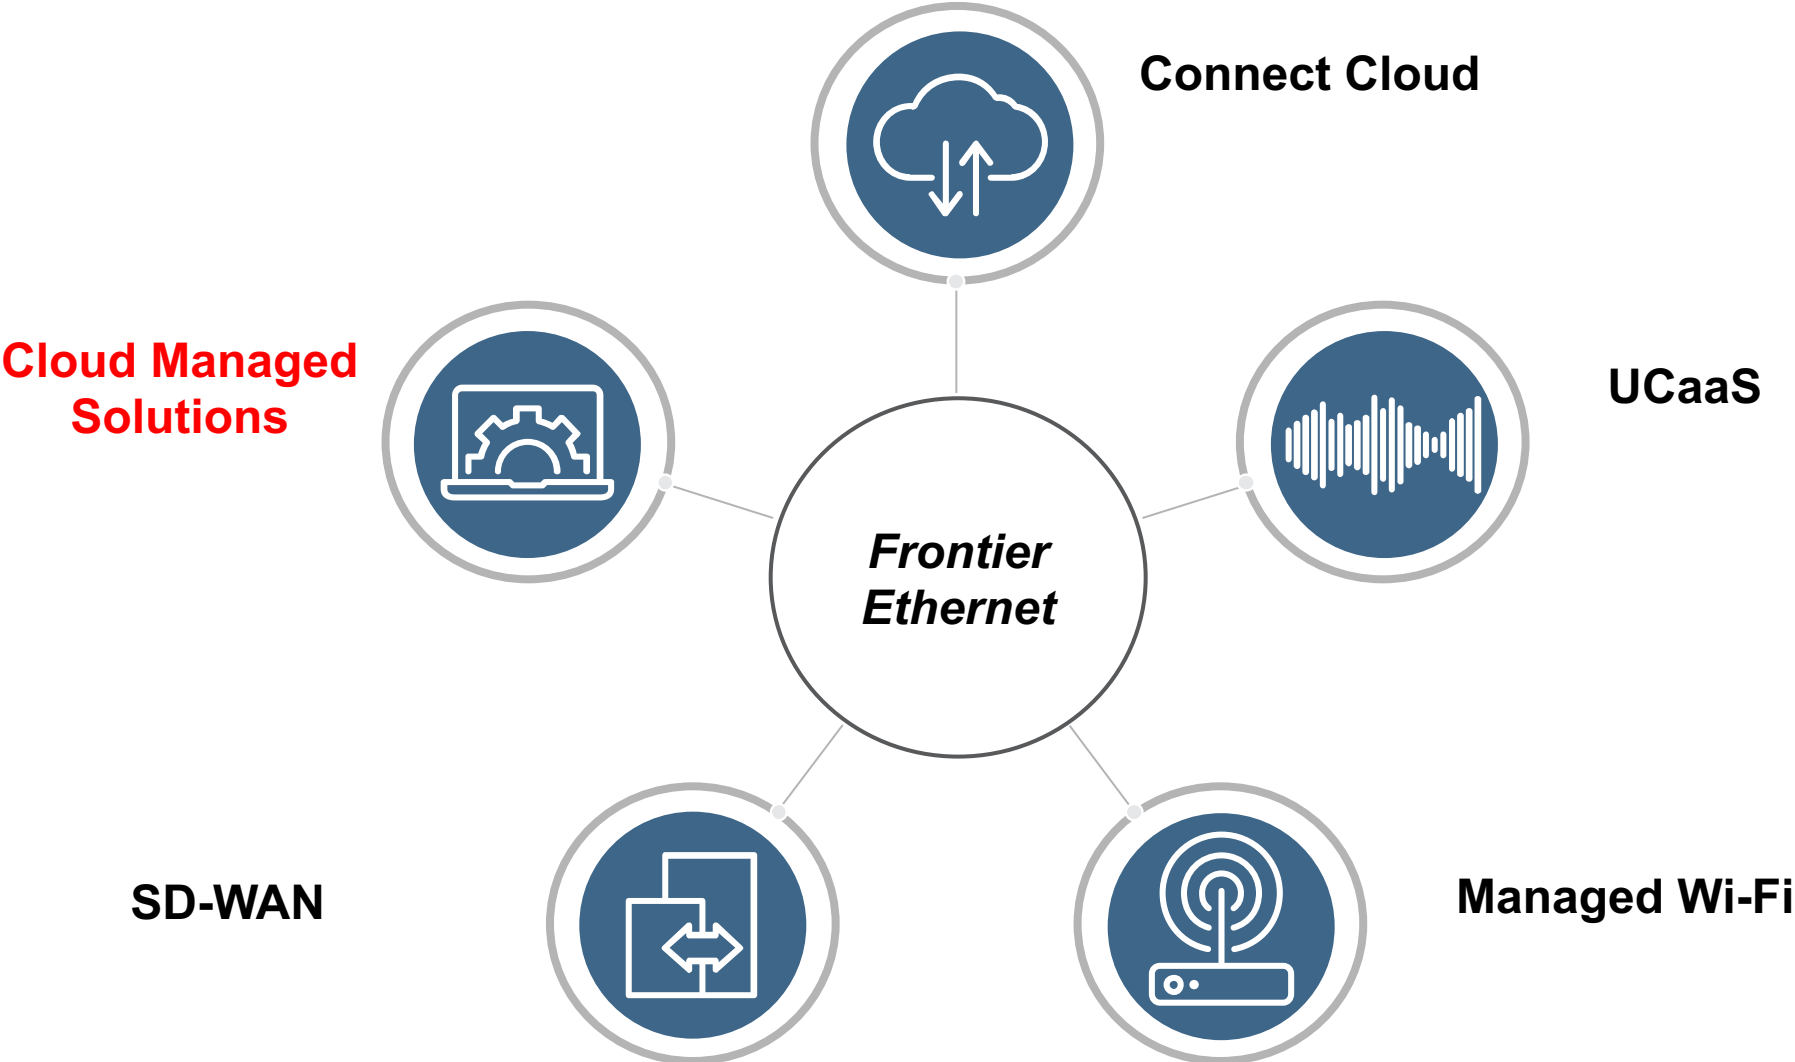 Connect Cloud
Cloud Managed
Solutions
UCaaS
Frontier
Ethernet
SD-WAN
Managed Wi-Fi